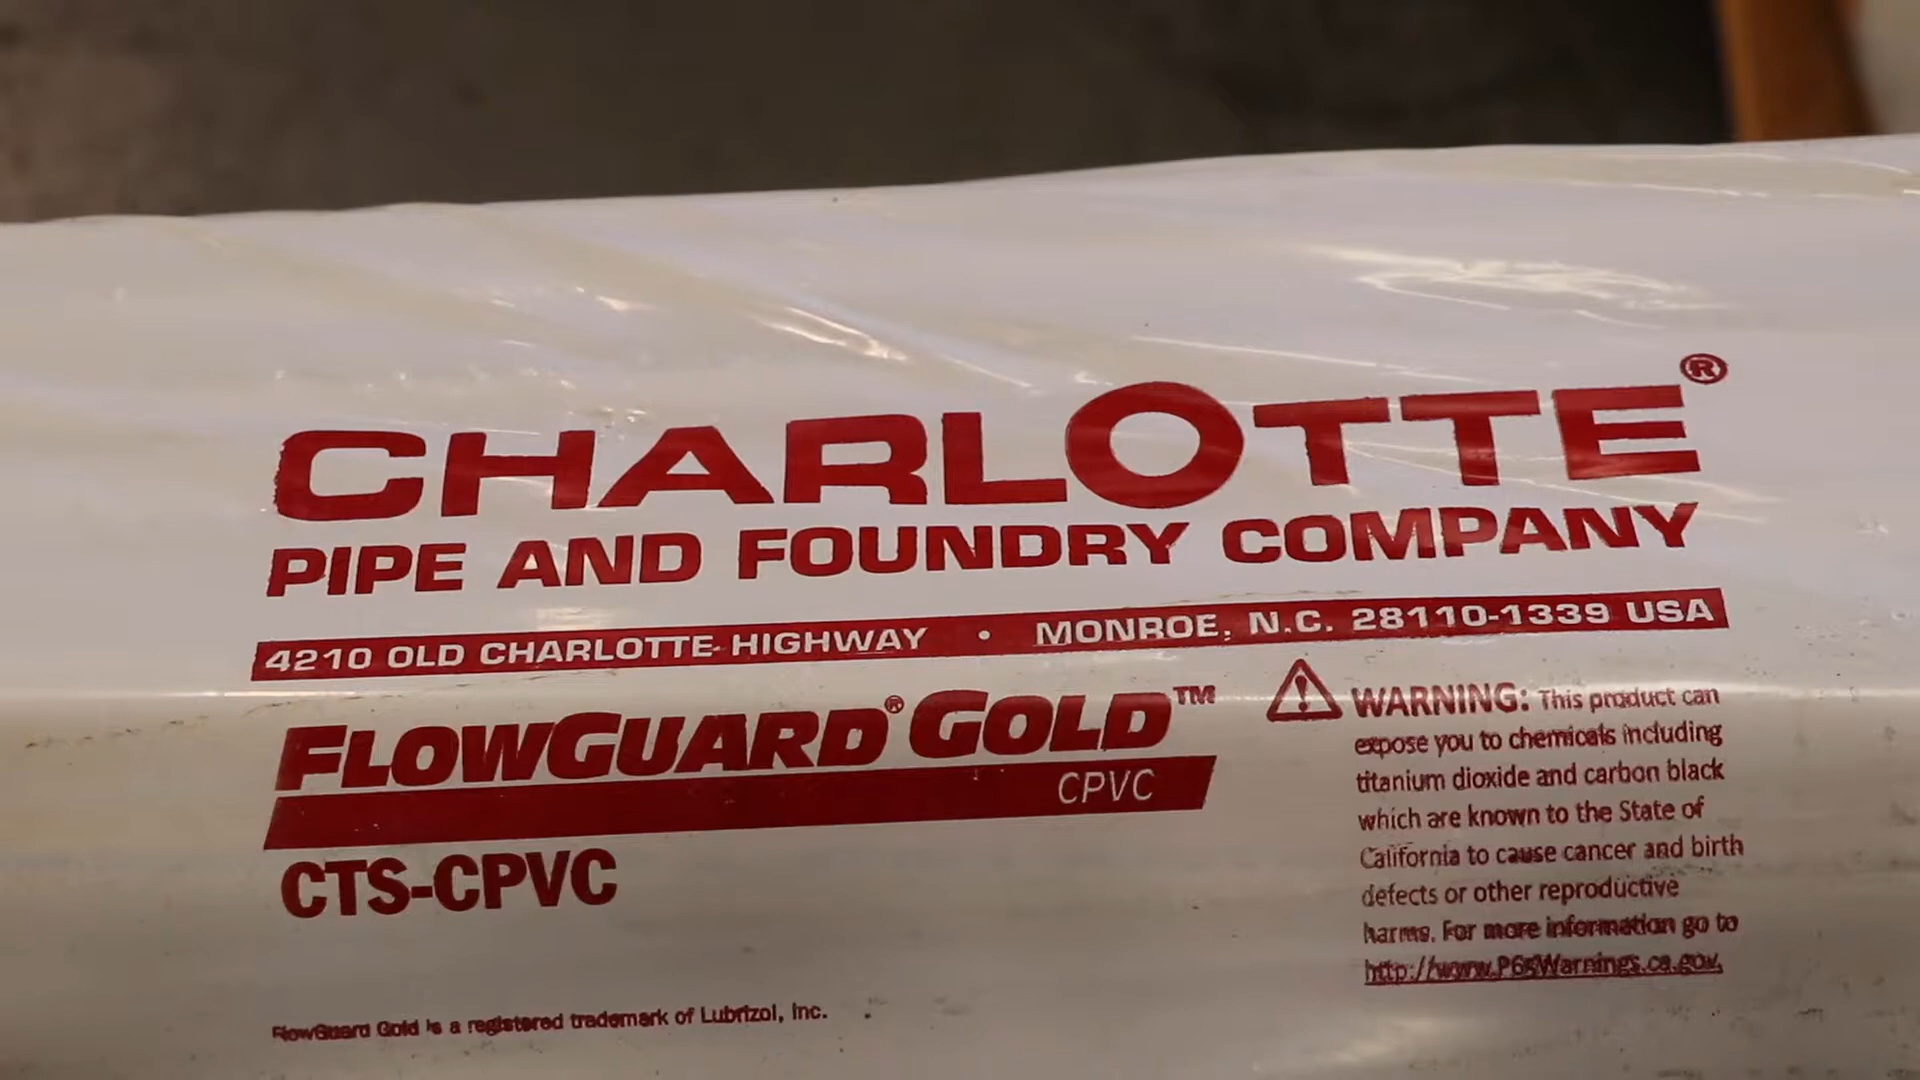 CHARLOTTE®
PIPE AND FOUNDRY COMPANY
4210 OLD CHARLOTTE HIGHWAY • MONROE, N.C. 28110-1339 USA
FLOWGUARD® GOLD™
CPVC
CTS-CPVC
WARNING: This product can
expose you to chemicals including
titanium dioxide and carbon black
which are known to the State of
California to cause cancer and birth
defects or other reproductive
harms. For more information go to
http://www.P65Warnings.ca.gov.
FlowGuard Gold is a registered trademark of Lubrizol, Inc.